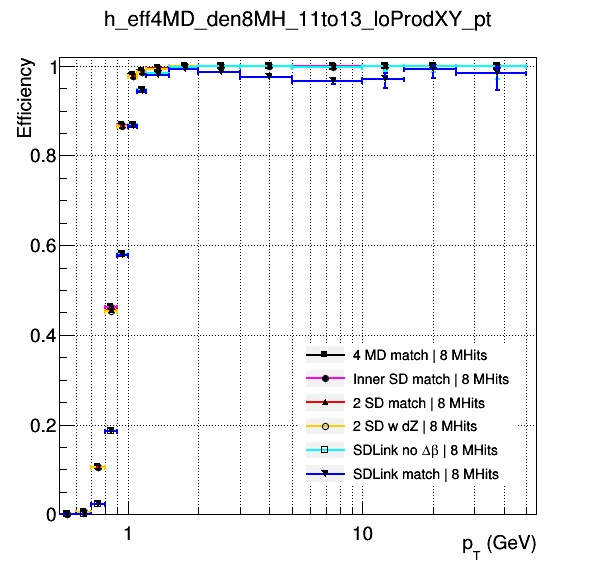 h_eff4MD_den8MH_11to13_loProdXY_pt
Efficiency
1
0.8
0.6
0.4
0.2
0
4 MD match | 8 MHits
Inner SD match | 8 MHits
2 SD match | 8 MHits
2 SD w dZ | 8 MHits
SDLink no Δβ | 8 MHits
SDLink match | 8 MHits
1
10
p_T (GeV)